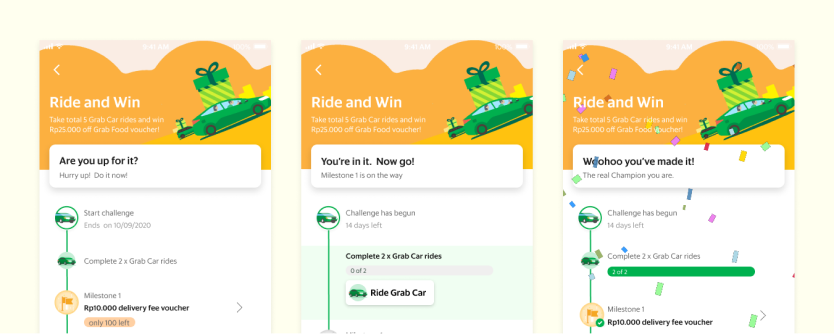 9:41 AM
100%
Ride and Win
Take total 5 Grab Car rides and win
Rp25.000 off Grab Food voucher!
Are you up for it?
Hurry up! Do it now!
Start challenge
Ends on 10/09/2020
Complete 2 x Grab Car rides
Milestone 1
Rp10.000 delivery fee voucher
only 100 left
9:41 AM
100%
Ride and Win
Take total 5 Grab Car rides and win
Rp25.000 off Grab Food voucher!
You're in it. Now go!
Milestone 1 is on the way
Challenge has begun
14 days left
Complete 2 x Grab Car rides
0 of 2
Ride Grab Car
9:41 AM
100%
Ride and Win
Take total 5 Grab Car rides and win
Rp25.000 off Grab Food voucher!
Woohoo you've made it!
The real Champion you are.
Challenge has begun
14 days left
Complete 2 x Grab Car rides
2 of 2
Milestone 1
Rp10.000 delivery fee voucher